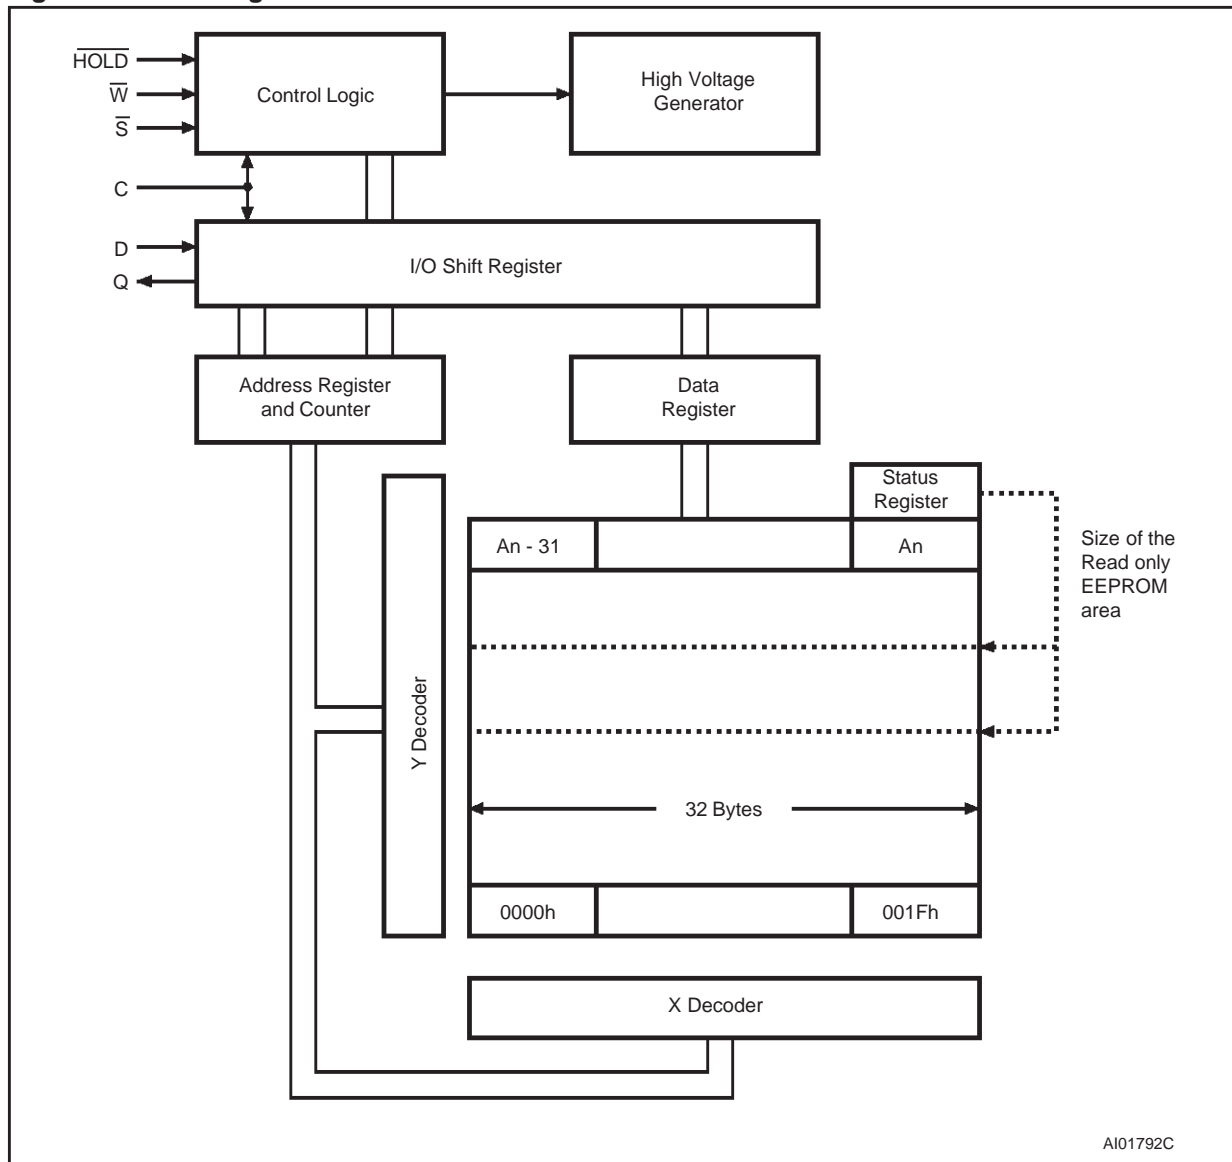 HOLD
W
S
C
D
Q
Control Logic
High Voltage
Generator
I/O Shift Register
Address Register
and Counter
Data
Register
Status
Register
Size of the
Read only
EEPROM
area
An - 31
An
Y Decoder
32 Bytes
0000h
001Fh
X Decoder
AI01792C